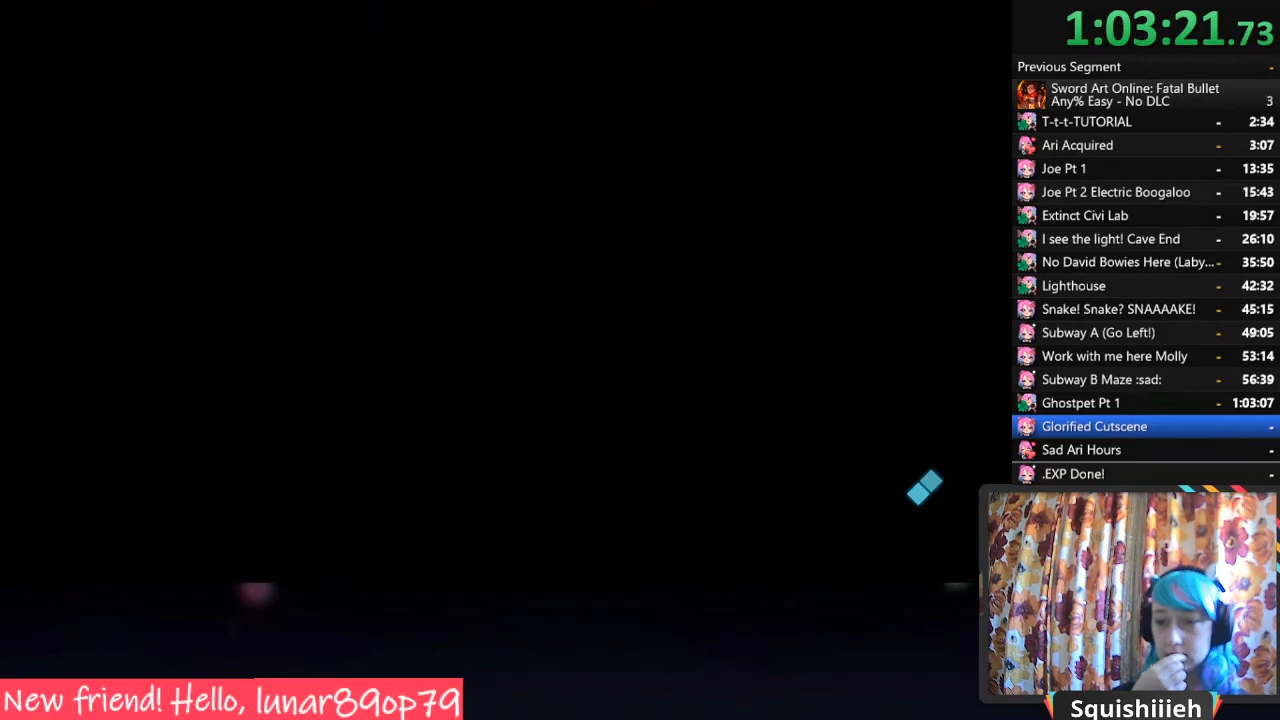 1:03:21.73
Previous Segment -
Sword Art Online: Fatal Bullet
Any% Easy - No DLC 3
T-t-t-TUTORIAL - 2:34
Ari Acquired - 3:07
Joe Pt 1 - 13:35
Joe Pt 2 Electric Boogaloo - 15:43
Extinct Civi Lab - 19:57
I see the light! Cave End - 26:10
No David Bowies Here (Laby... - 35:50
Lighthouse - 42:32
Snake! Snake? SNAAAAKE! - 45:15
Subway A (Go Left!) - 49:05
Work with me here Molly - 53:14
Subway B Maze :sad: - 56:39
Ghostpet Pt 1 - 1:03:07
Glorified Cutscene -
Sad Ari Hours -
.EXP Done! -
New friend! Hello, lunar89op79
Squishiiieh